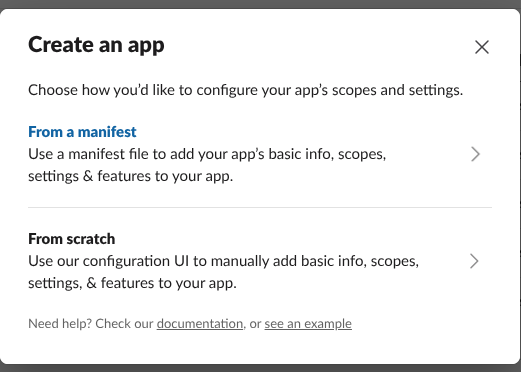 Create an app
Choose how you'd like to configure your app's scopes and settings.
From a manifest
Use a manifest file to add your app's basic info, scopes,
settings & features to your app.
From scratch
Use our configuration UI to manually add basic info, scopes,
settings, & features to your app.
Need help? Check our documentation, or see an example